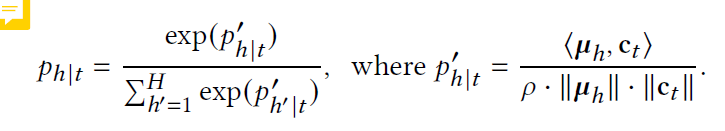 p_{h|t} = \frac{\exp(p'_{h|t})}{\sum_{h'=1}^{H} \exp(p'_{h'|t})}, where p'_{h|t} = \frac{\langle \boldsymbol{\mu}_h, \mathbf{c}_t \rangle}{\rho \cdot \|\boldsymbol{\mu}_h\| \cdot \|\mathbf{c}_t\|}.